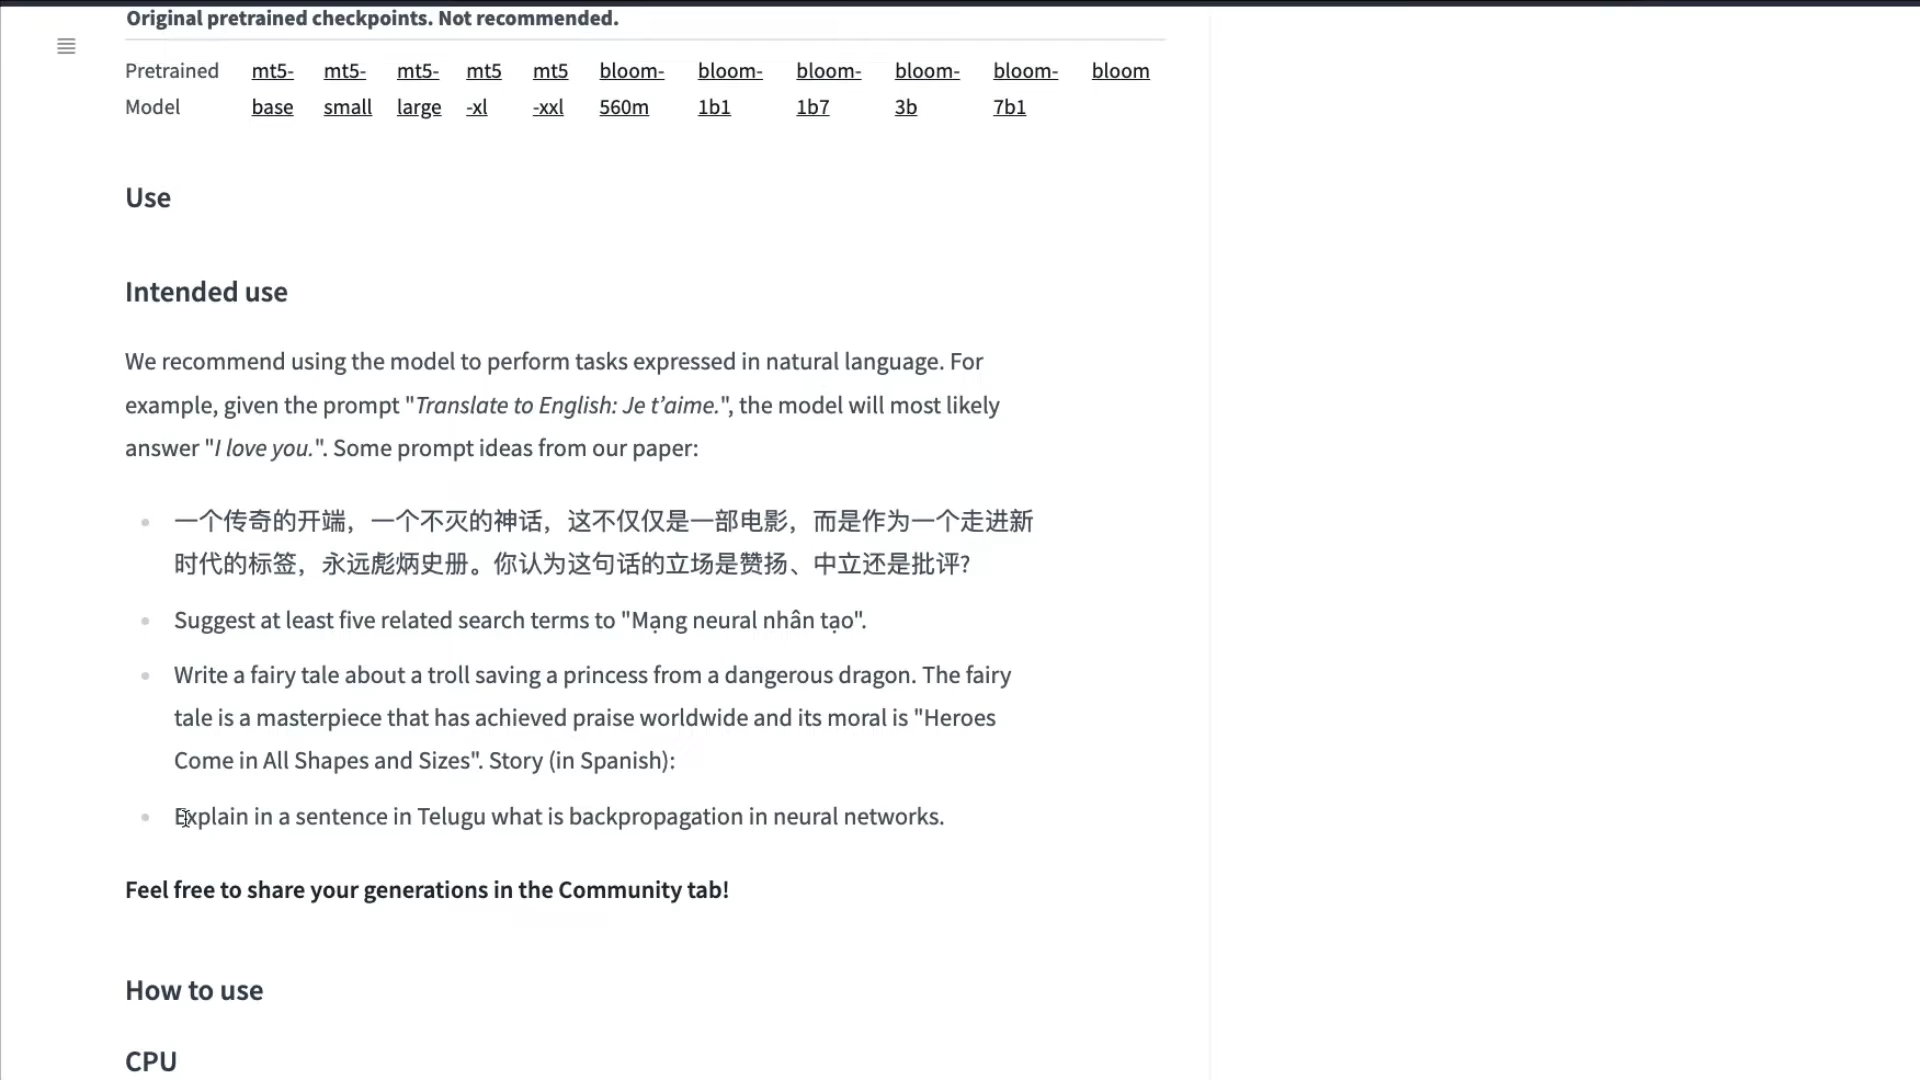 Original pretrained checkpoints. Not recommended.
Pretrained mt5- mt5- mt5- mt5 mt5 bloom- bloom- bloom- bloom- bloom- bloom
Model base small large -xl -xxl 560m 1b1 1b7 3b 7b1
Use
Intended use
We recommend using the model to perform tasks expressed in natural language. For
example, given the prompt "Translate to English: Je t’aime.", the model will most likely
answer "I love you.". Some prompt ideas from our paper:
一个传奇的开端，一个不灭的神话，这不仅仅是一部电影，而是作为一个走进新
时代的标签，永远彪炳史册。你认为这句话的立场是赞扬、中立还是批评?
Suggest at least five related search terms to "Mạng neural nhân tạo".
Write a fairy tale about a troll saving a princess from a dangerous dragon. The fairy
tale is a masterpiece that has achieved praise worldwide and its moral is "Heroes
Come in All Shapes and Sizes". Story (in Spanish):
Explain in a sentence in Telugu what is backpropagation in neural networks.
Feel free to share your generations in the Community tab!
How to use
CPU